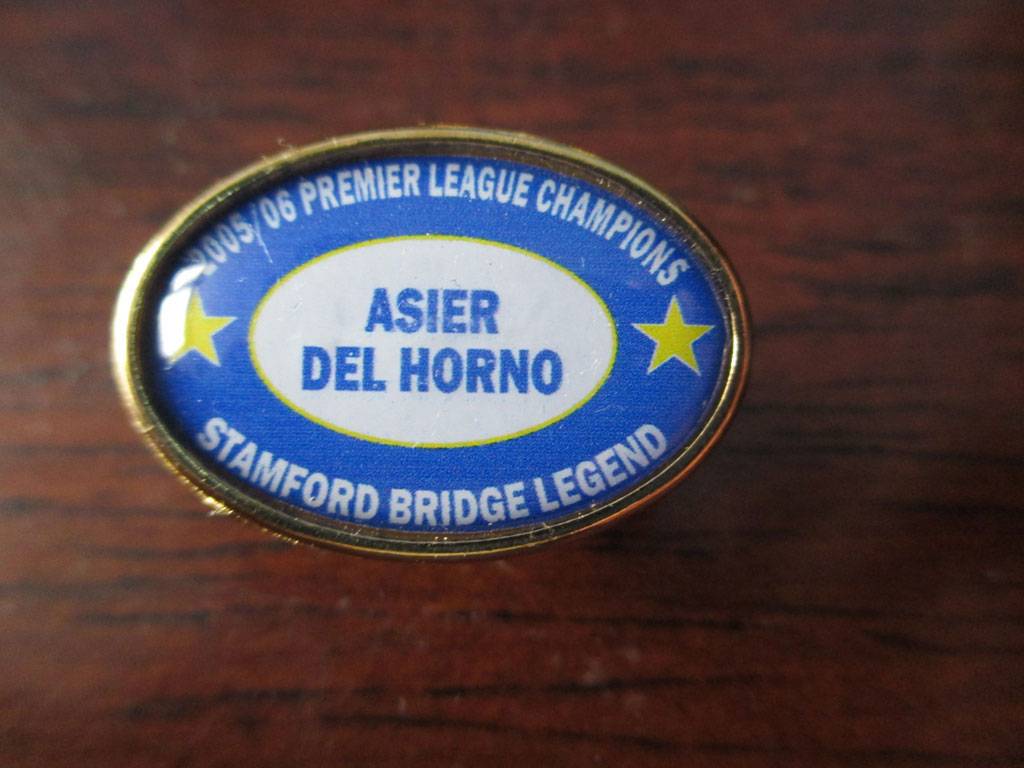 2005/06 PREMIER LEAGUE CHAMPIONS
ASIER
DEL HORNO
STAMFORD BRIDGE LEGEND